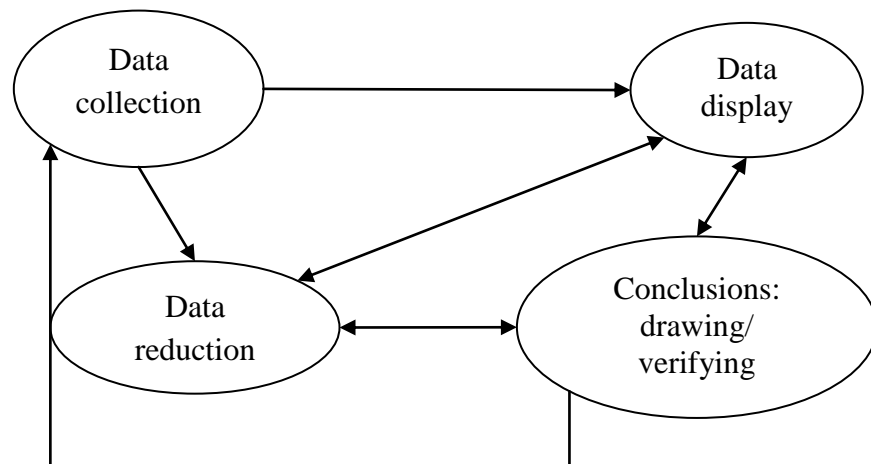 Data
collection
Data
display
Data
reduction
Conclusions:
drawing/
verifying